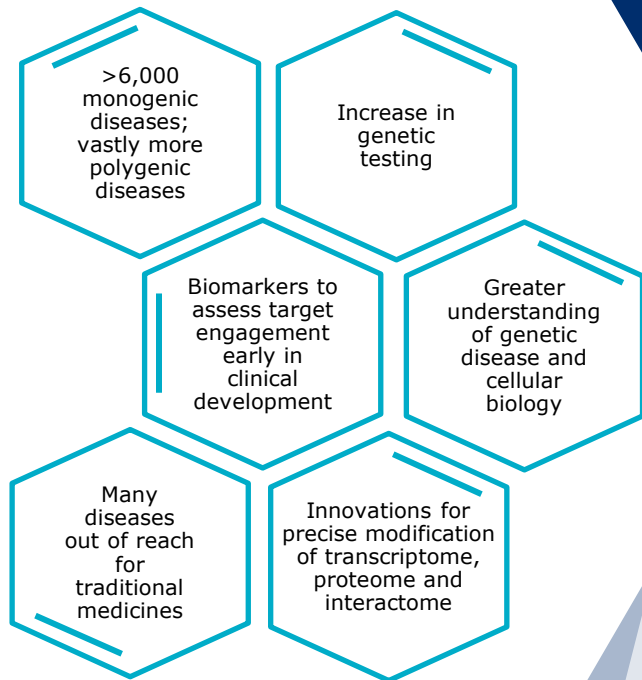 >6,000
monogenic
diseases;
vastly more
polygenic
diseases
Increase in
genetic
testing
Biomarkers to
assess target
engagement
early in
clinical
development
Greater
understanding
of genetic
disease and
cellular
biology
Many
diseases
out of reach
for
traditional
medicines
Innovations for
precise modification
of transcriptome,
proteome and
interactome